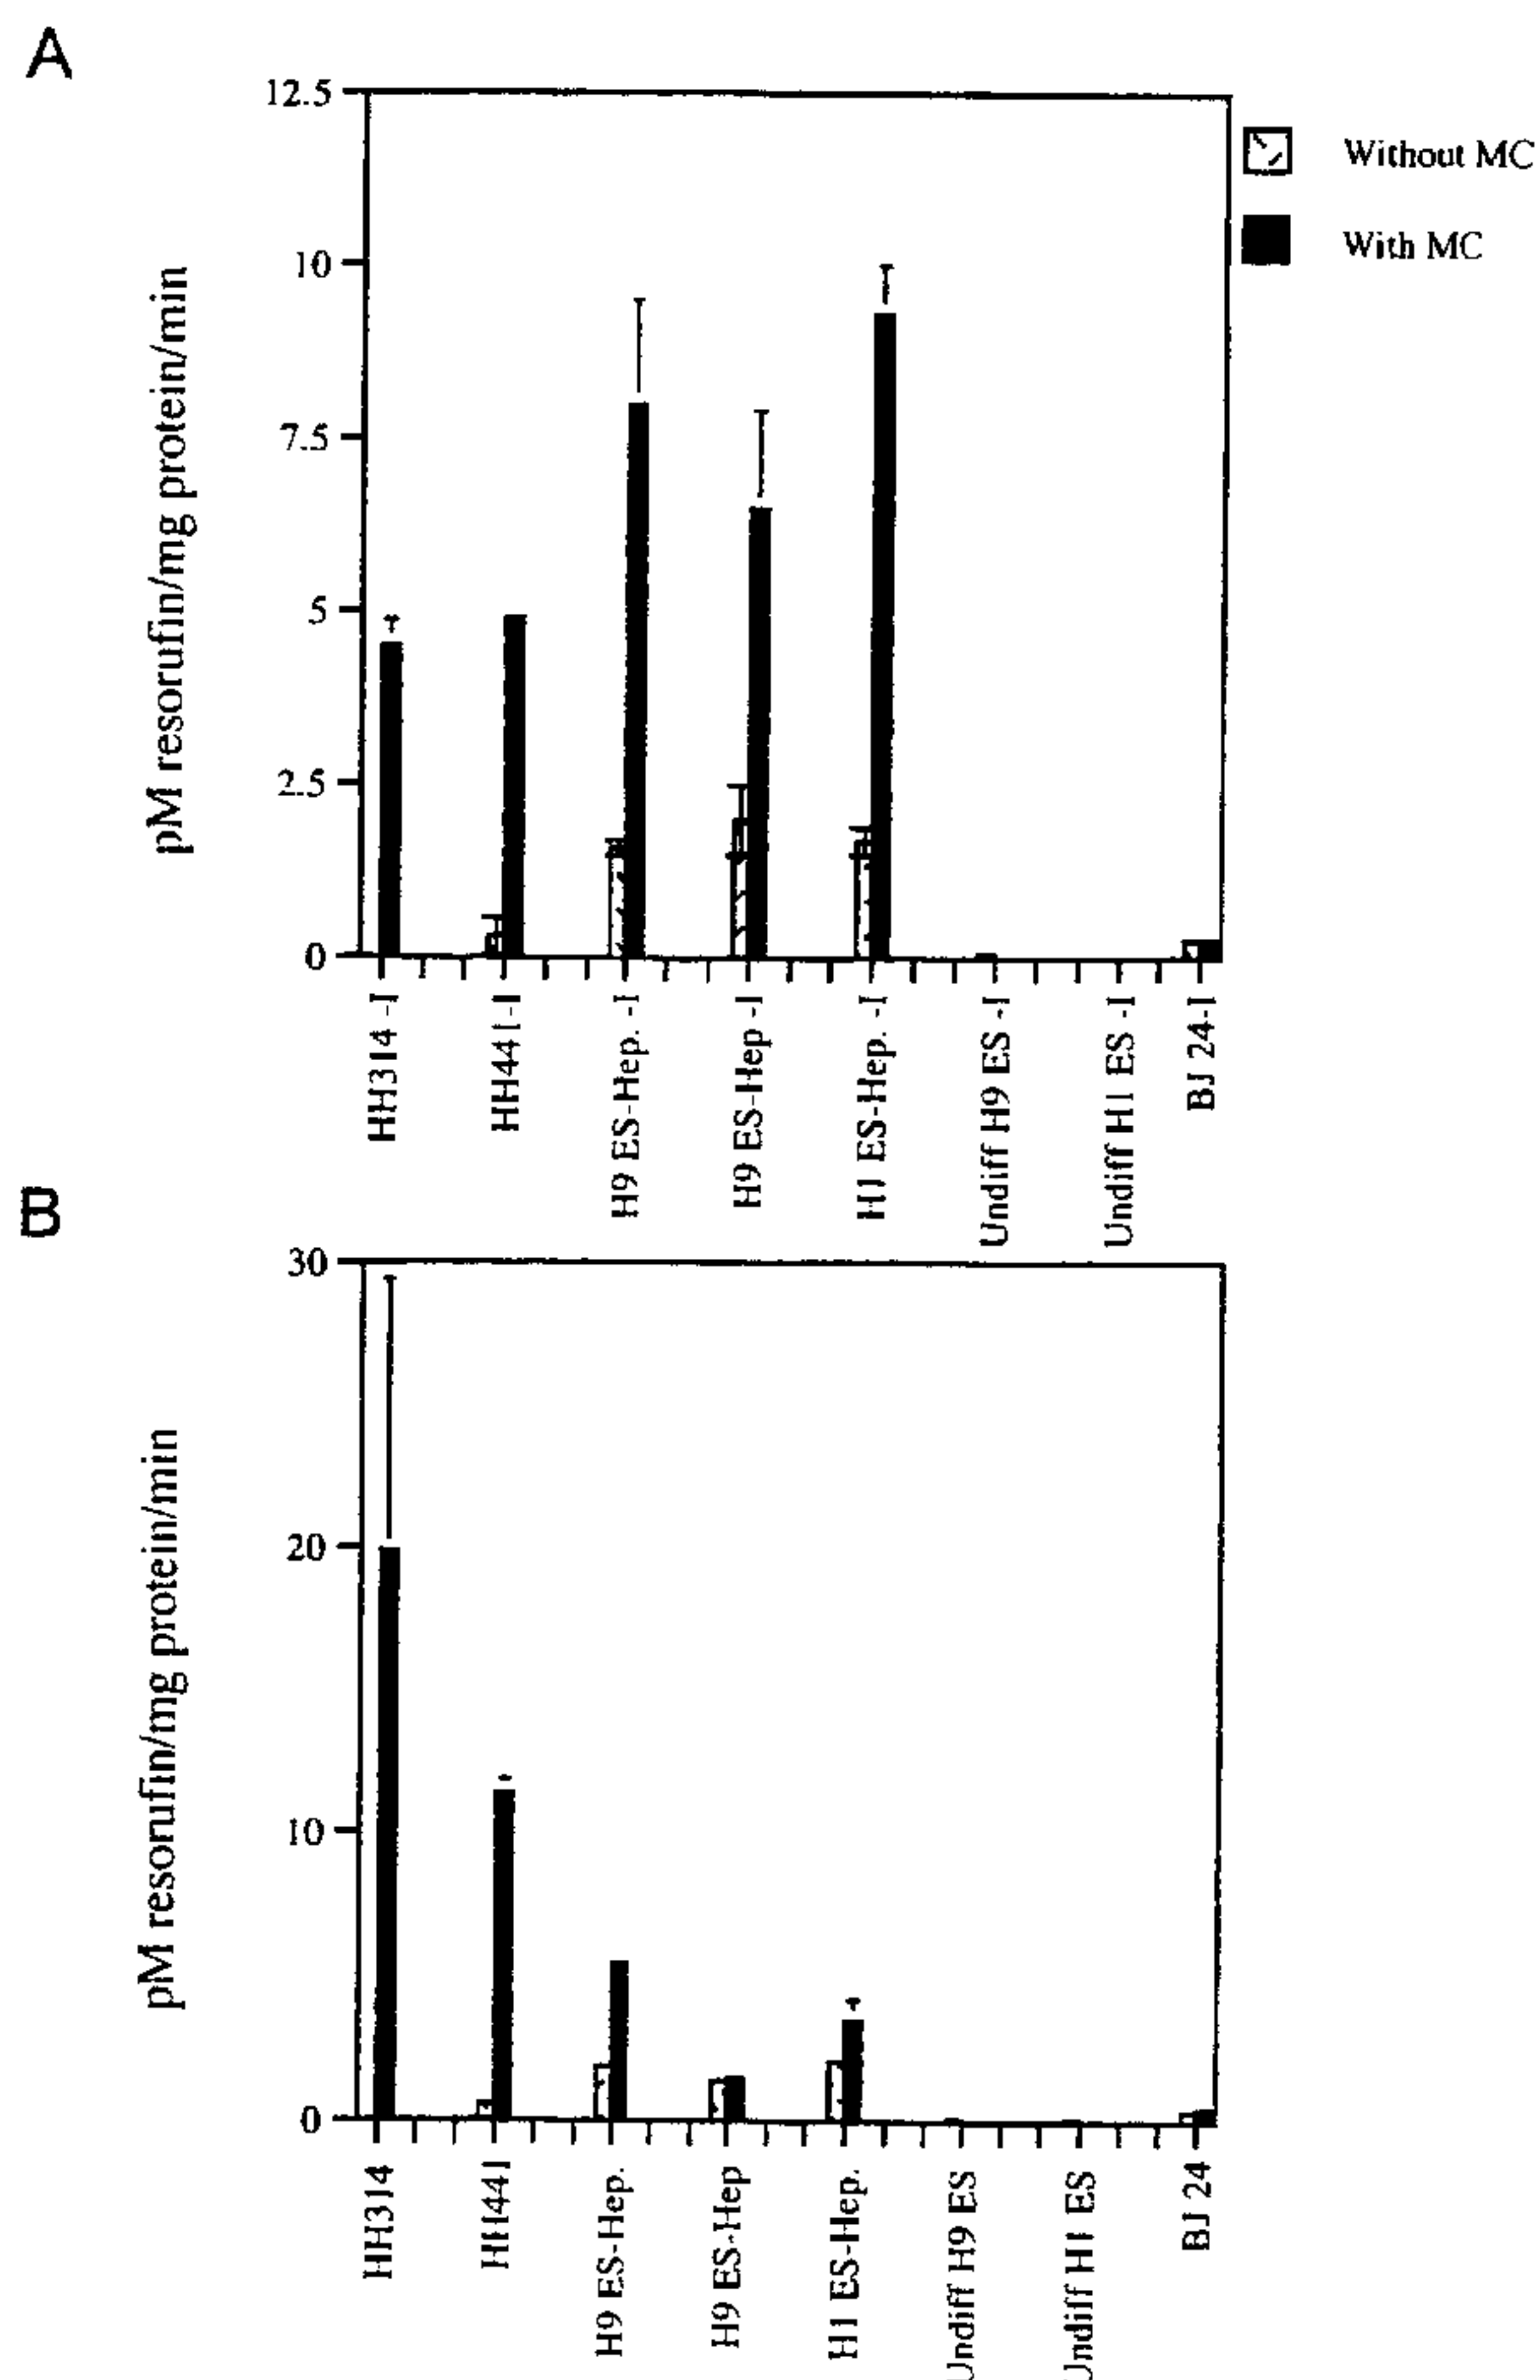 A
12.5
10
7.5
5
2.5
0
pM resorufin/mg protein/min
Without MC
With MC
HH314 -I
HH441-I
H9 ES-Hep. -I
H9 ES-Hep -I
H1 ES-Hep. -I
Undiff H9 ES -I
Undiff H1 ES -I
BJ 24-I
B
30
20
10
0
pM resorufin/mg protein/min
HH314
HH441
H9 ES-Hep.
H9 ES-Hep
H1 ES-Hep.
Undiff H9 ES
Undiff H1 ES
BJ 24